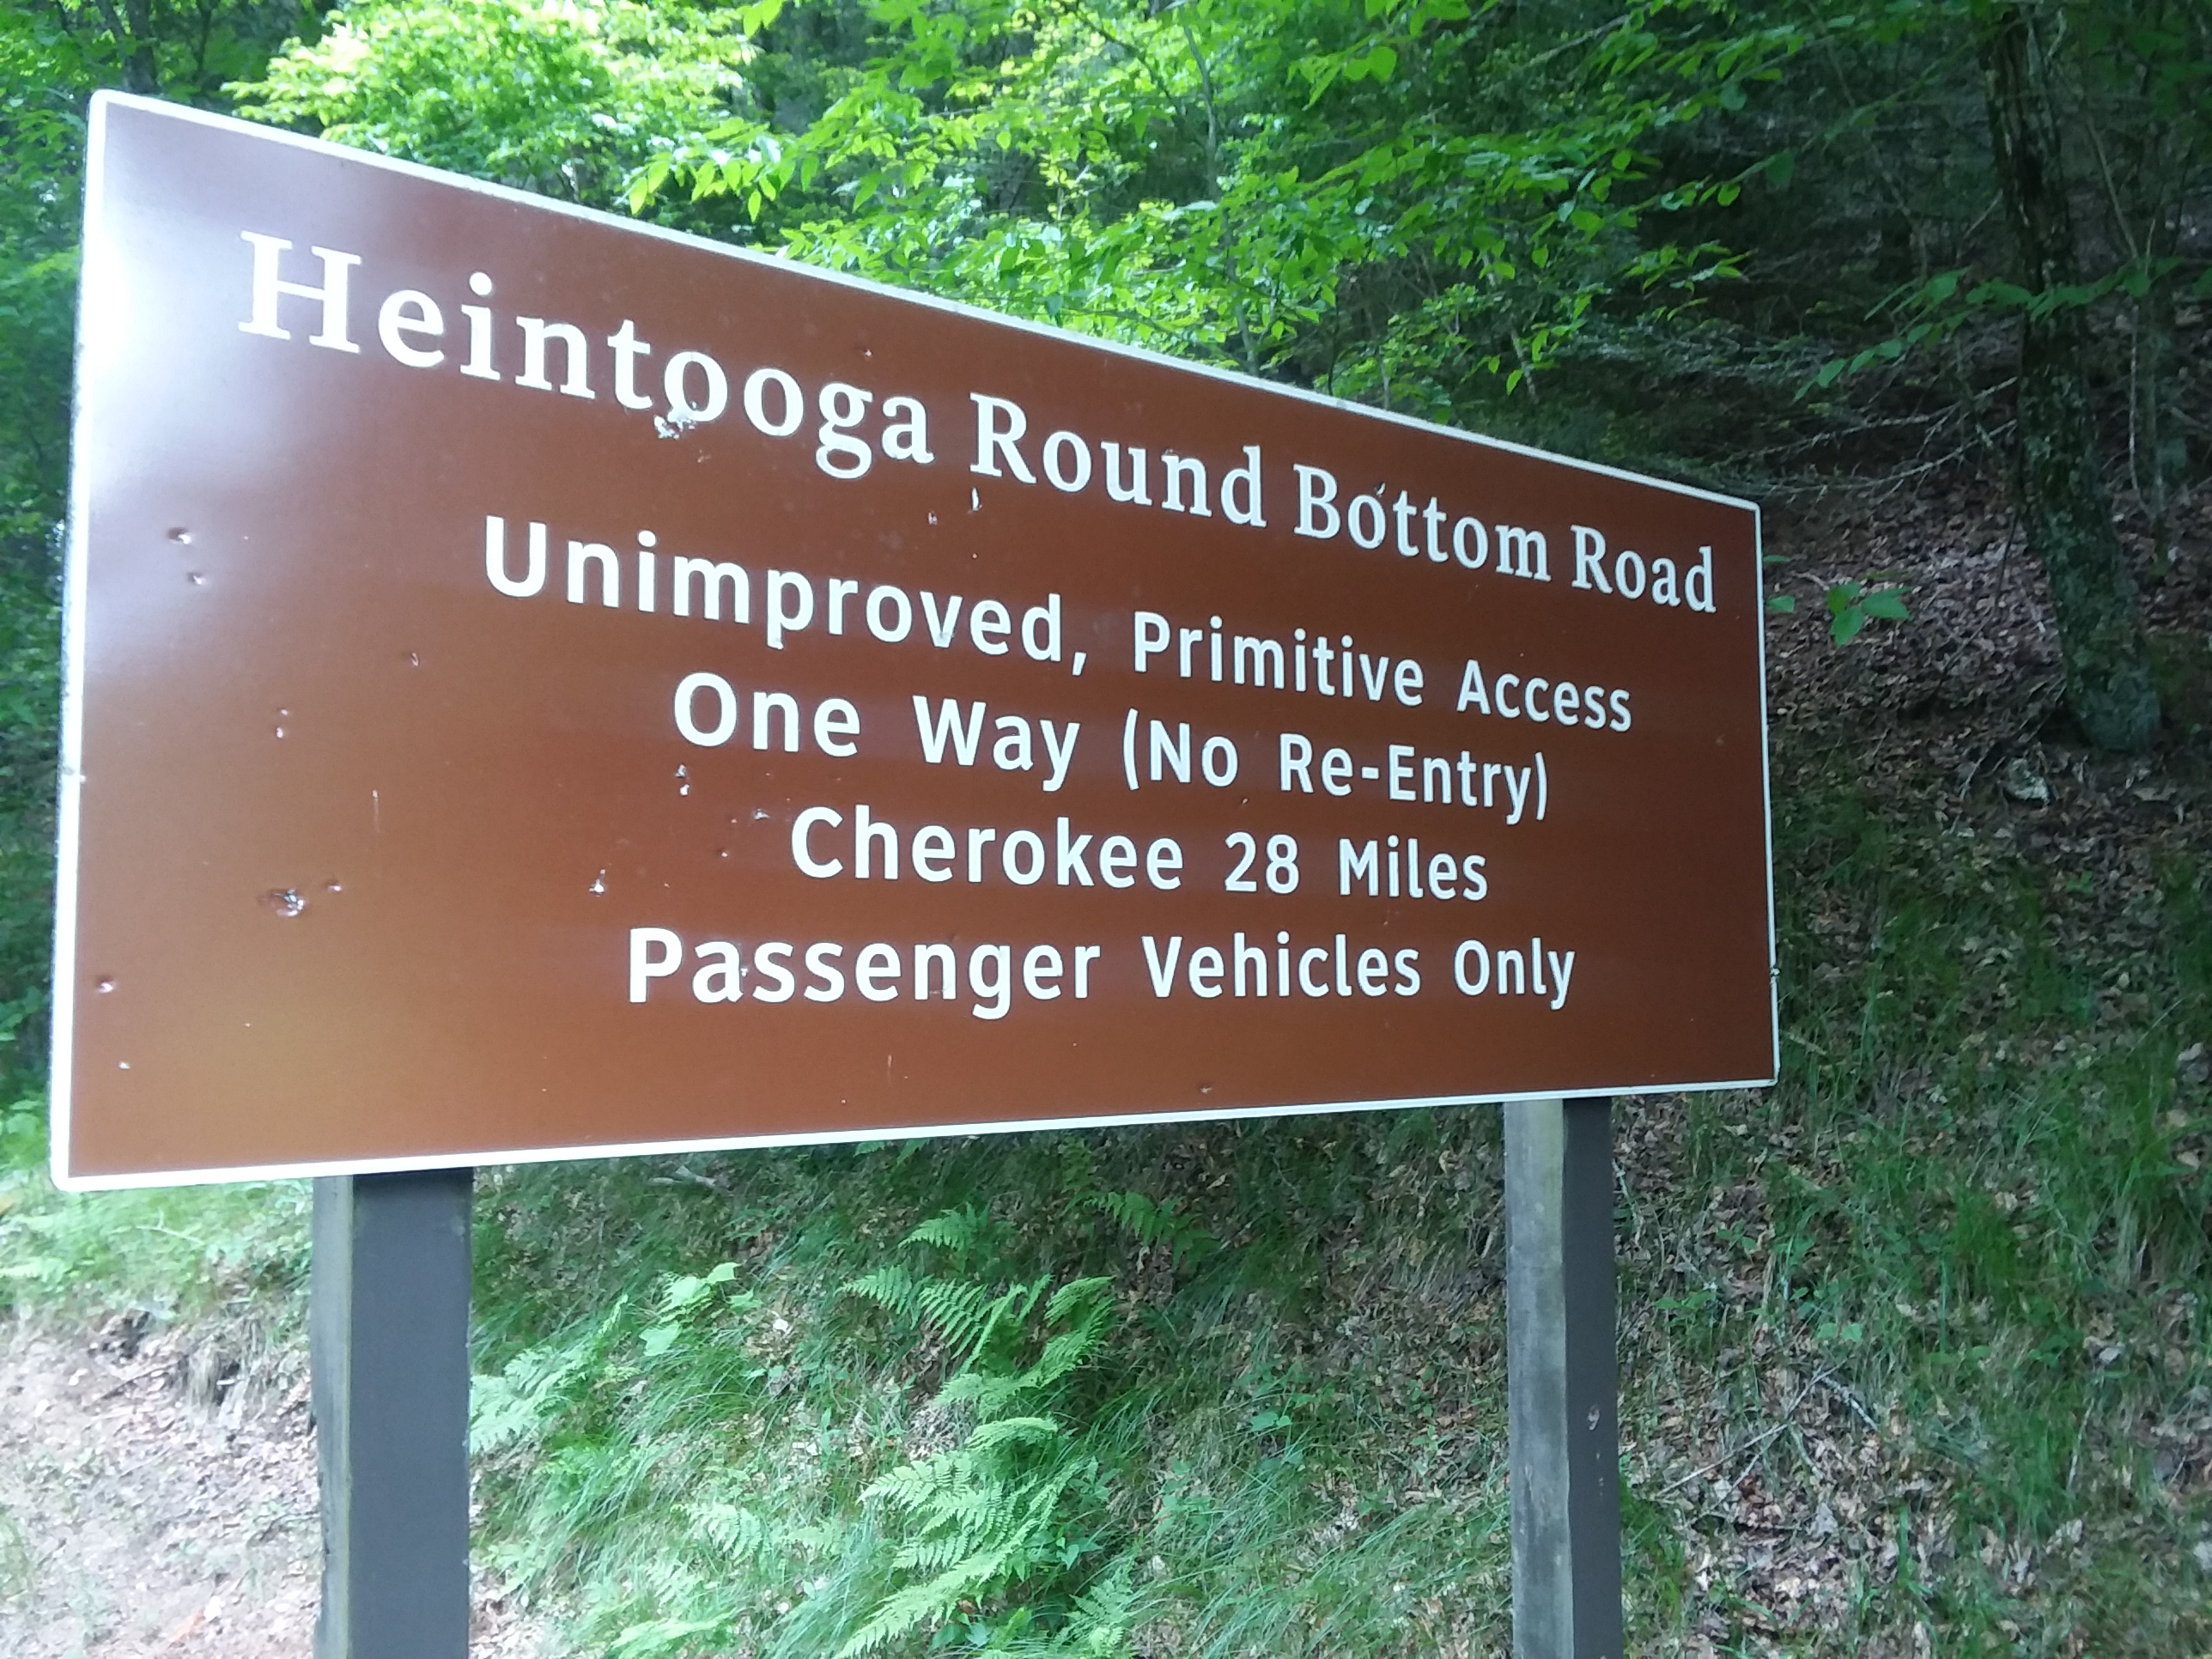 Heintooga Round Bottom Road
Unimproved, Primitive Access
One Way (No Re-Entry)
Cherokee 28 Miles
Passenger Vehicles Only